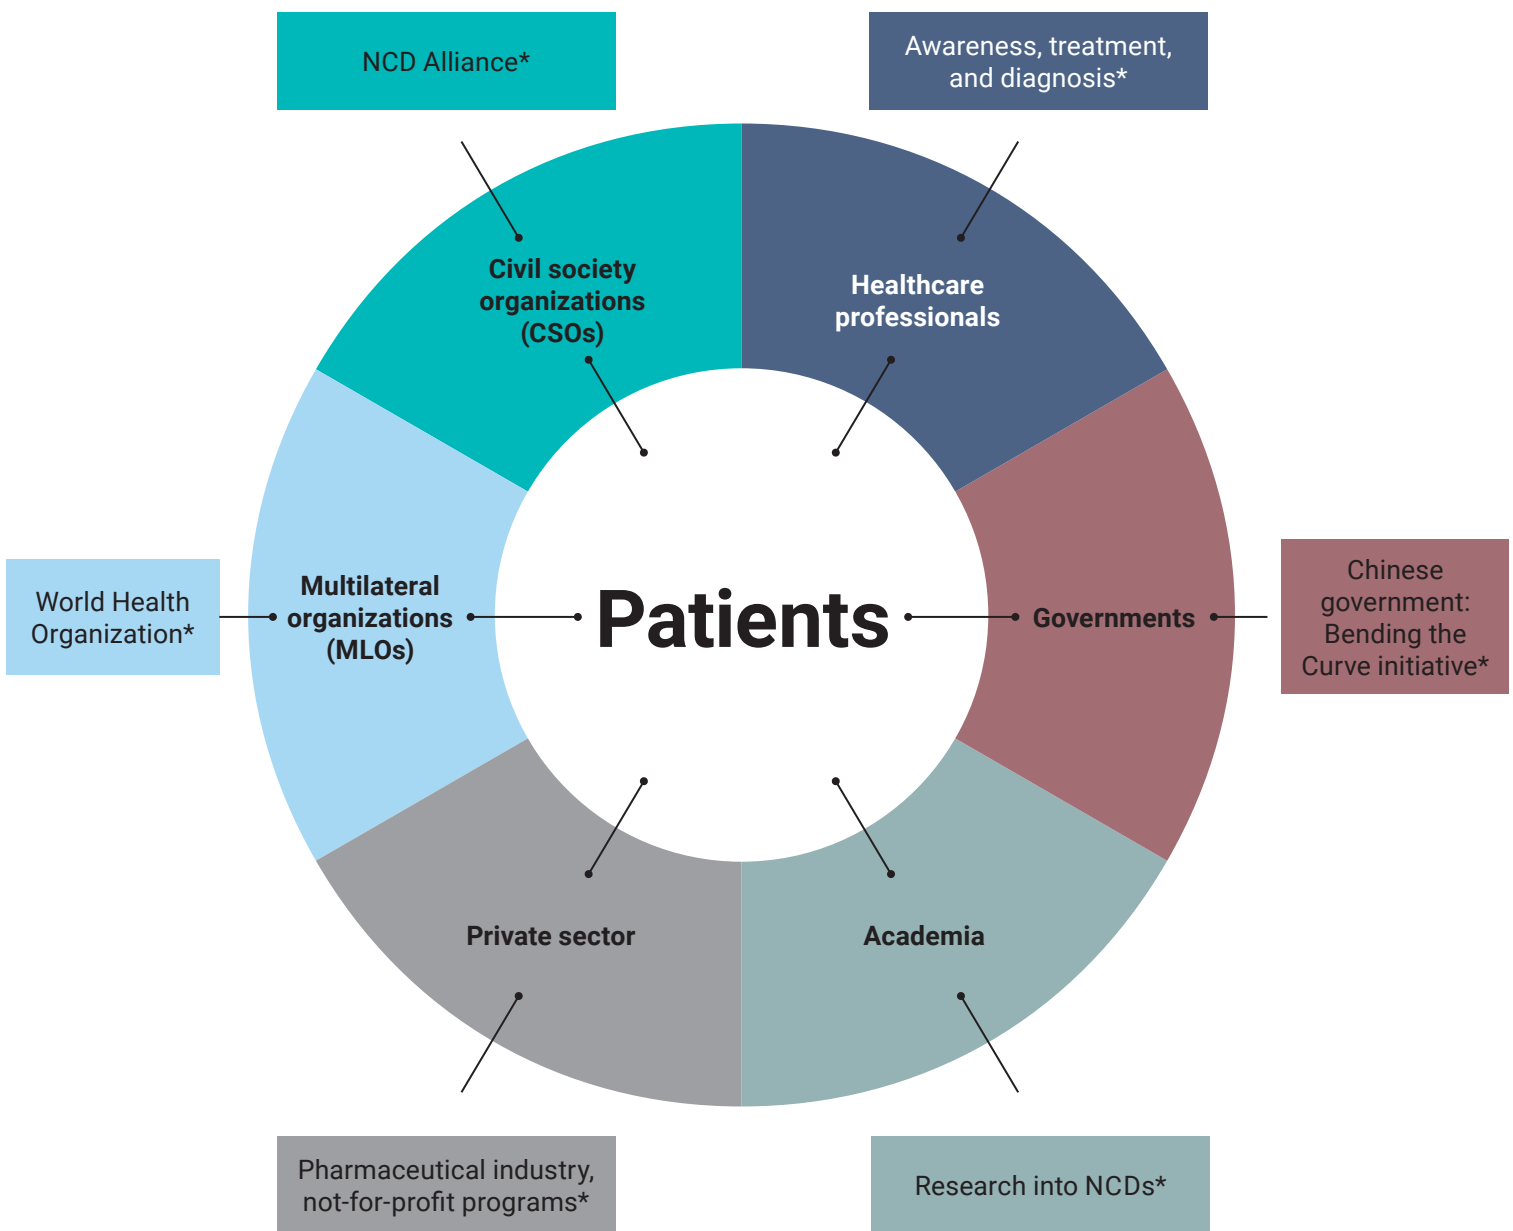 NCD Alliance*
Awareness, treatment,
and diagnosis*
Civil society
organizations
(CSOs)
Healthcare
professionals
World Health
Organization*
Multilateral
organizations
(MLOs)
Patients
Governments
Chinese
government:
Bending the
Curve initiative*
Private sector
Academia
Pharmaceutical industry,
not-for-profit programs*
Research into NCDs*